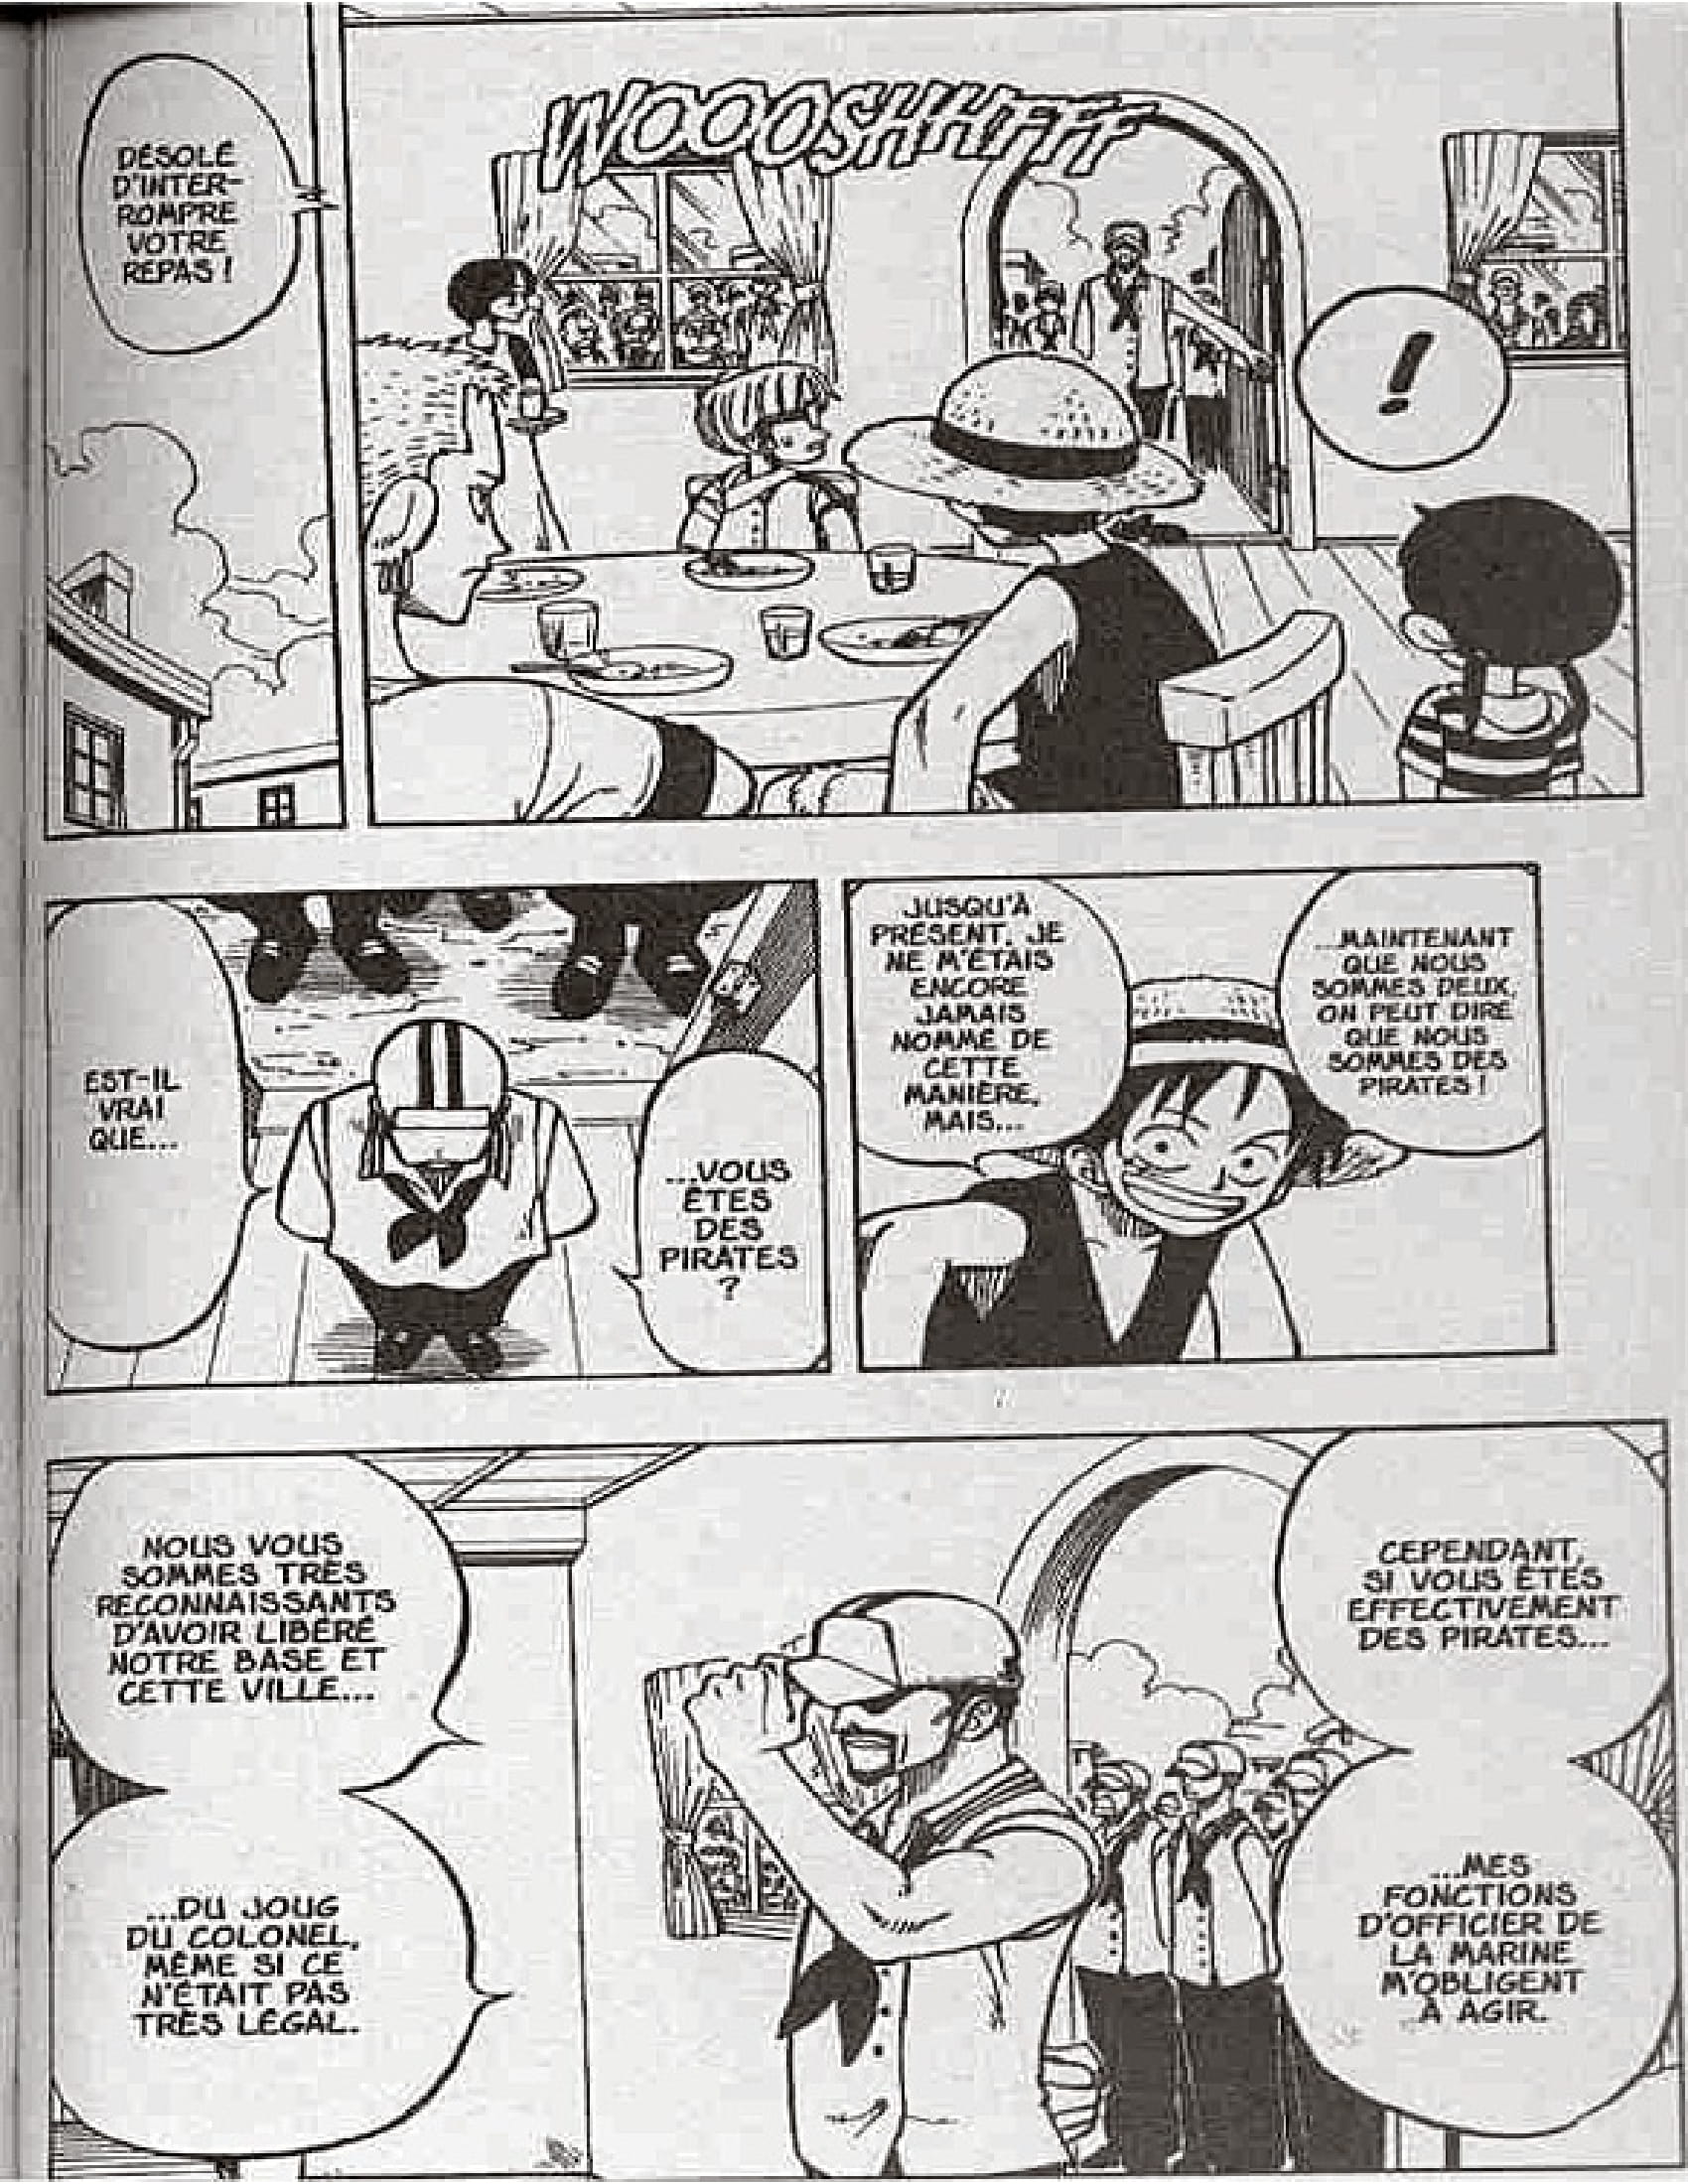 DÉSOLÉ
D'INTER-
ROMPRE
VOTRE
REPAS !
WOOOSHHFFF
!
EST-IL
VRAI
QUE...
...VOUS
ÊTES
DES
PIRATES
?
JUSQU'À
PRÉSENT, JE
NE M'ÉTAIS
ENCORE
JAMAIS
NOMMÉ DE
CETTE
MANIÈRE,
MAIS...
...MAINTENANT
QUE NOUS
SOMMES DEUX,
ON PEUT DIRE
QUE NOUS
SOMMES DES
PIRATES !
NOUS VOUS
SOMMES TRÈS
RECONNAISSANTS
D'AVOIR LIBÉRÉ
NOTRE BASE ET
CETTE VILLE...
...DU JOUG
DU COLONEL,
MÊME SI CE
N'ÉTAIT PAS
TRÈS LÉGAL.
CEPENDANT,
SI VOUS ÊTES
EFFECTIVEMENT
DES PIRATES...
...MES
FONCTIONS
D'OFFICIER DE
LA MARINE
M'OBLIGENT
À AGIR.